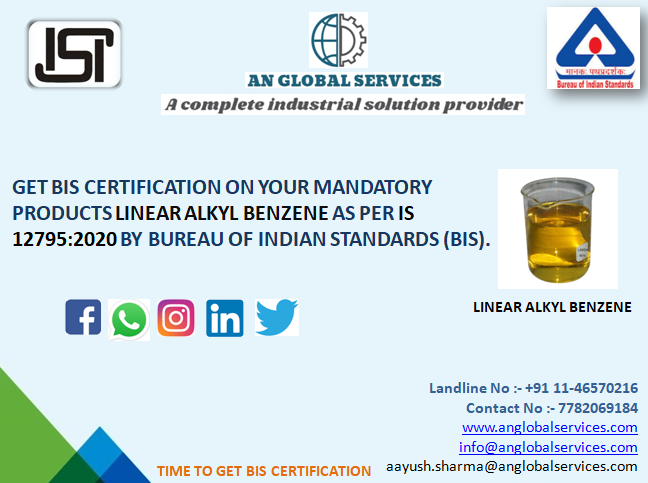 ISI
AN GLOBAL SERVICES
A complete industrial solution provider
मानकः पथप्रदर्शकः
Bureau of Indian Standards
GET BIS CERTIFICATION ON YOUR MANDATORY
PRODUCTS LINEAR ALKYL BENZENE AS PER IS
12795:2020 BY BUREAU OF INDIAN STANDARDS (BIS).
LINEAR ALKYL BENZENE
Landline No :- +91 11-46570216
Contact No :- 7782069184
www.anglobalservices.com
info@anglobalservices.com
aayush.sharma@anglobalservices.com
TIME TO GET BIS CERTIFICATION